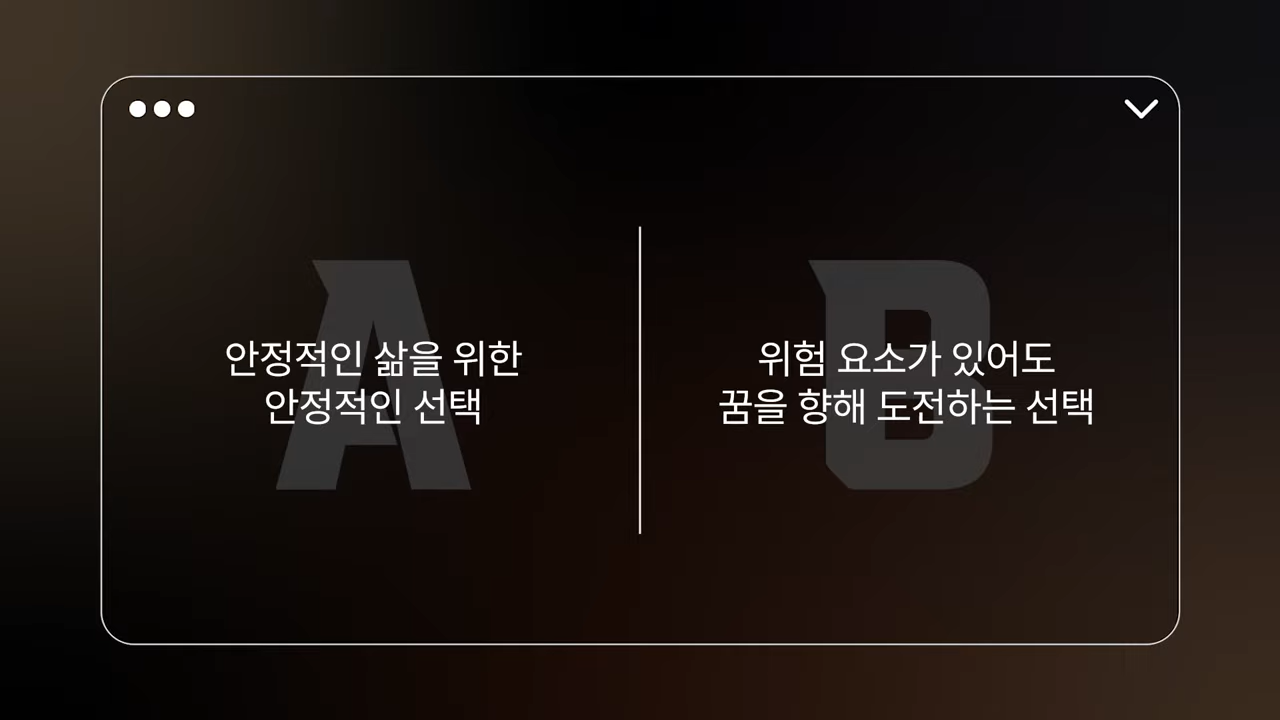 A
안정적인 삶을 위한
안정적인 선택
B
위험 요소가 있어도
꿈을 향해 도전하는 선택